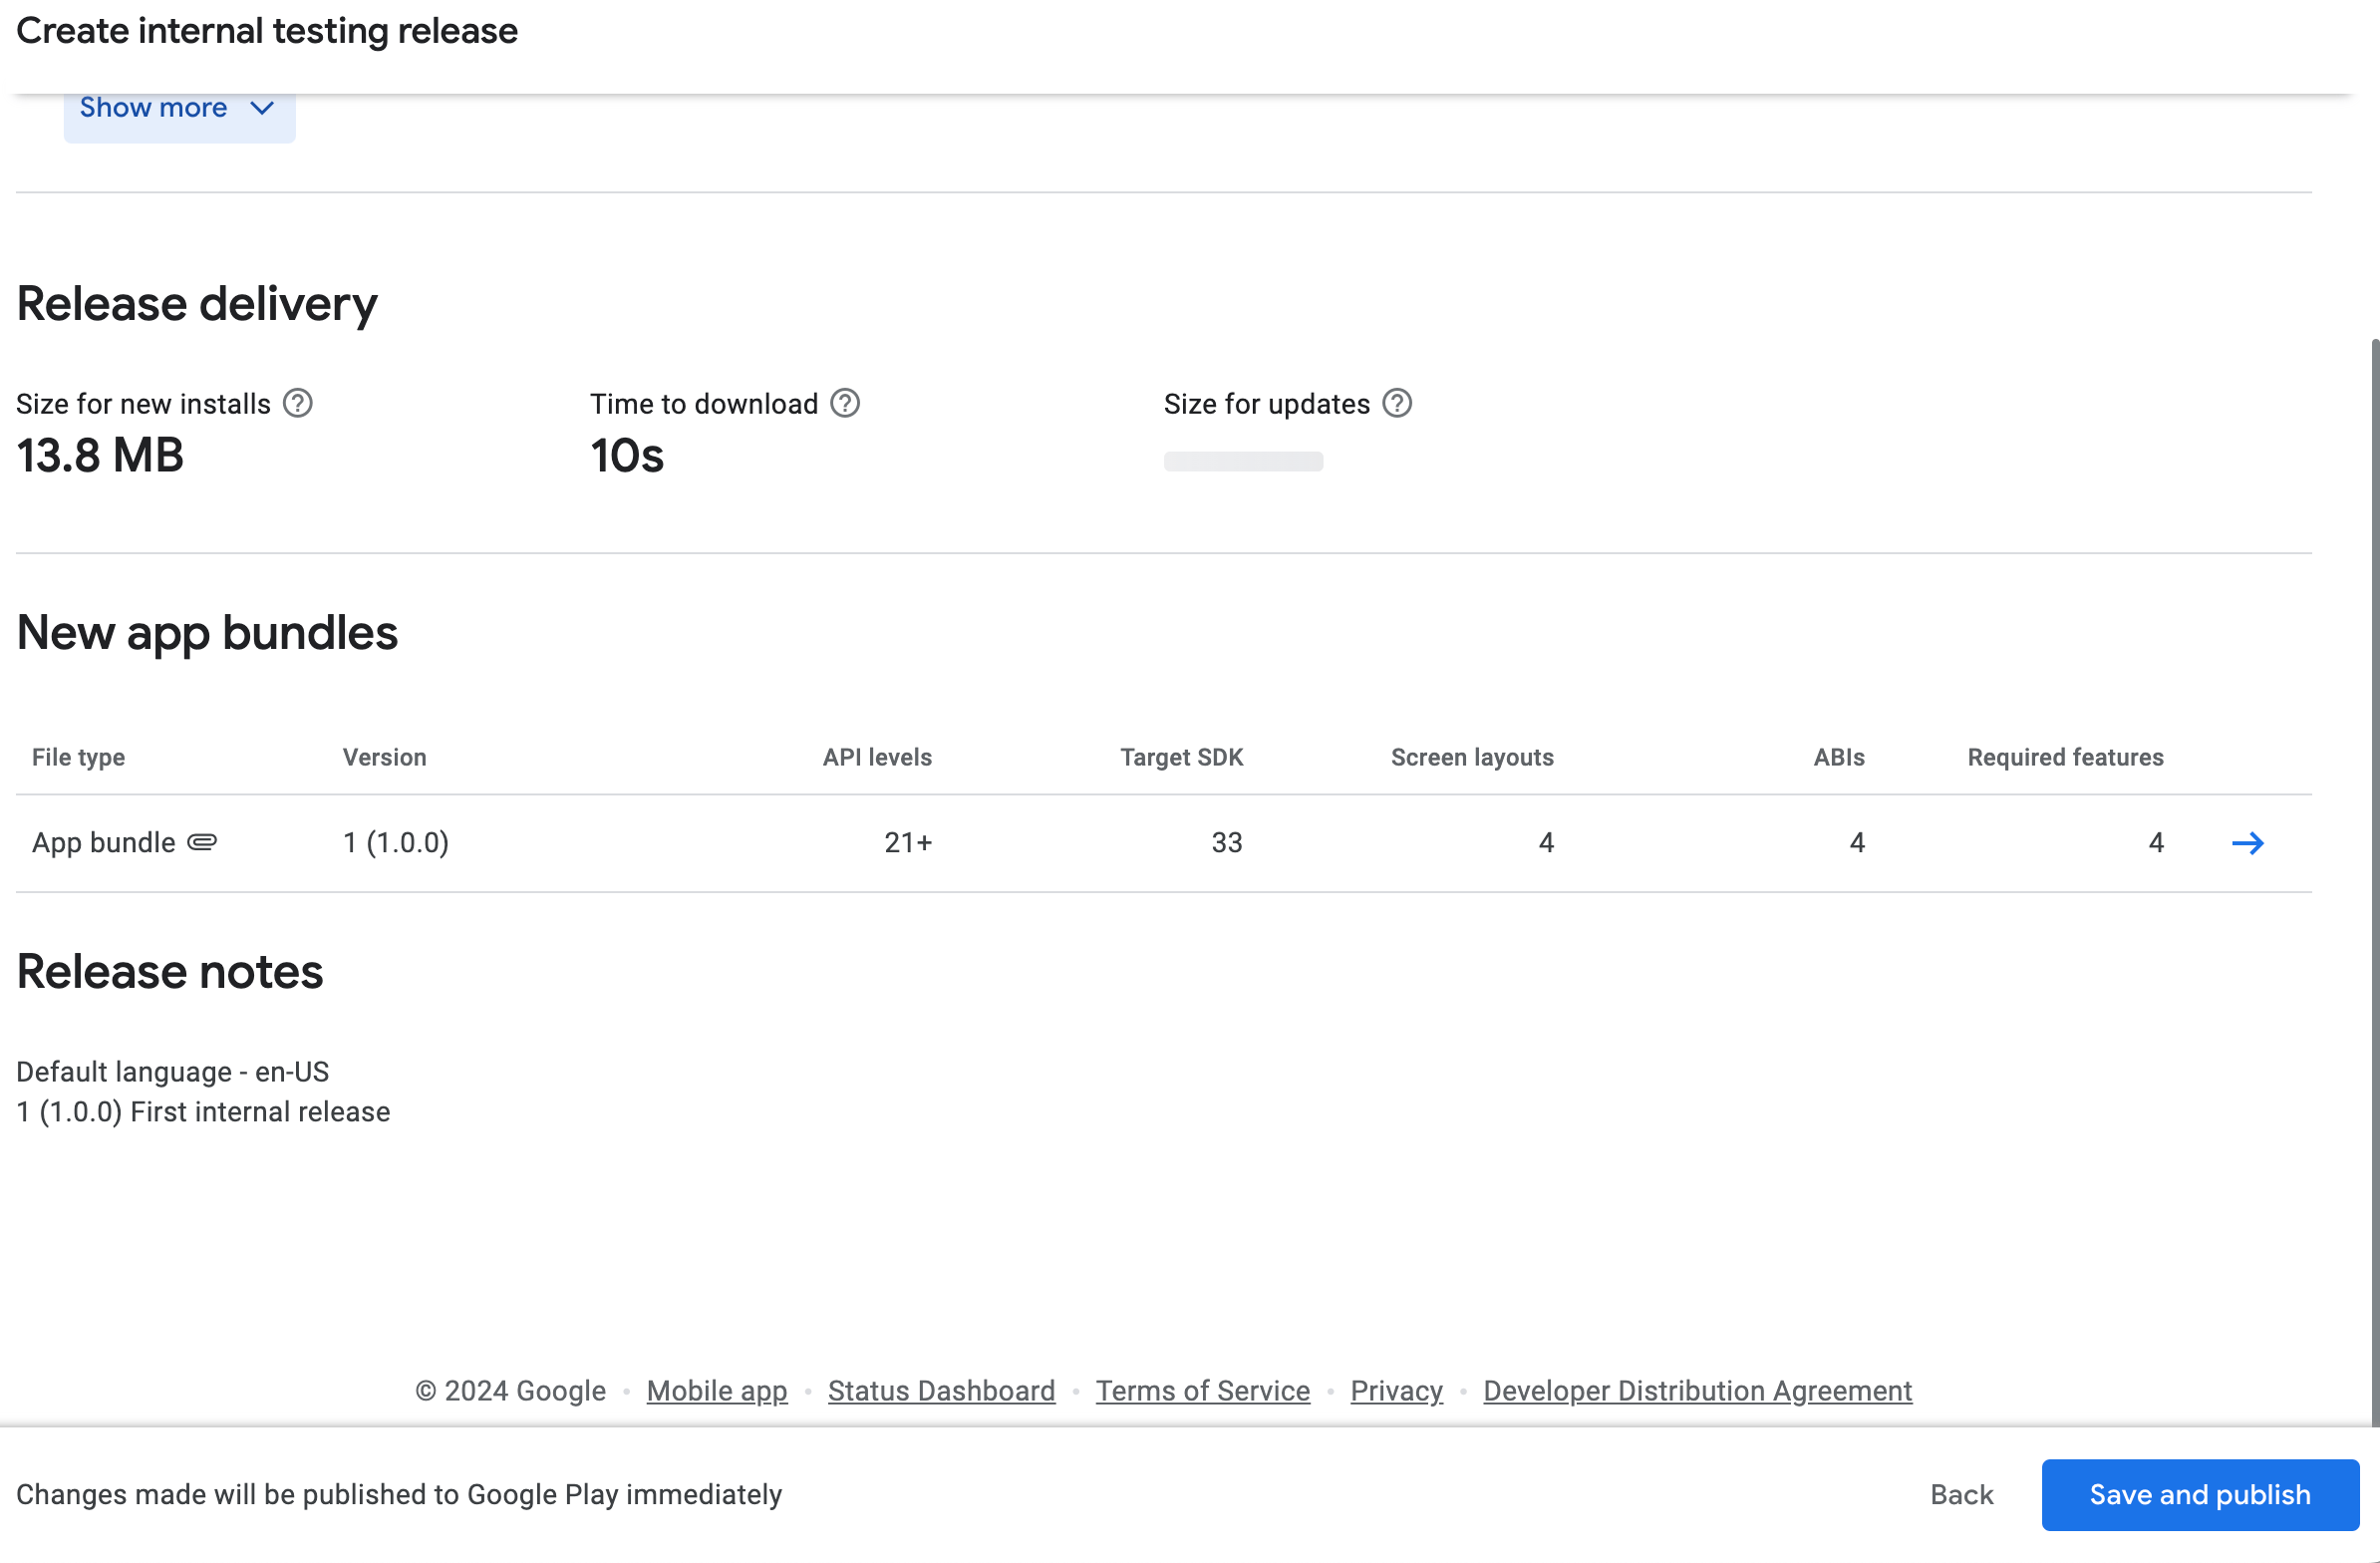 Create internal testing release
Show more
Release delivery
Size for new installs
Time to download
Size for updates
13.8 MB
10s
New app bundles
File type Version API levels Target SDK Screen layouts ABIs Required features
App bundle 1 (1.0.0) 21+ 33 4 4 4
Release notes
Default language - en-US
1 (1.0.0) First internal release
© 2024 Google • Mobile app • Status Dashboard • Terms of Service • Privacy • Developer Distribution Agreement
Changes made will be published to Google Play immediately
Back
Save and publish